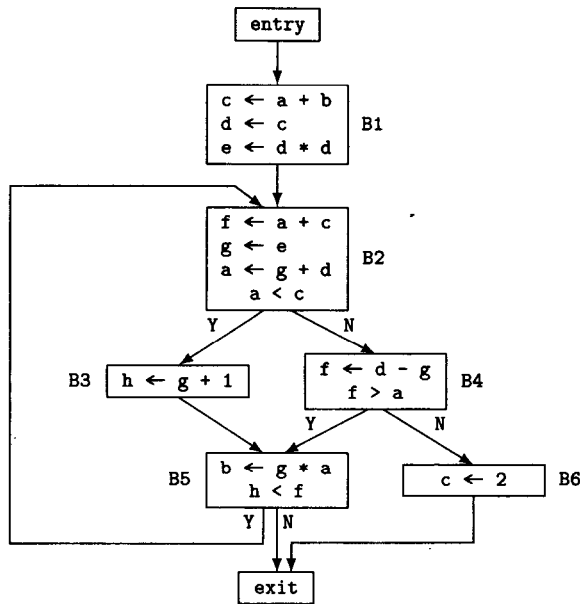 entry
c ← a + b
d ← c
e ← d * d
B1
f ← a + c
g ← e
a ← g + d
a < c
B2
Y
N
B3
h ← g + 1
f ← d - g
f > a
B4
Y
N
B5
b ← g * a
h < f
c ← 2
B6
Y
N
exit